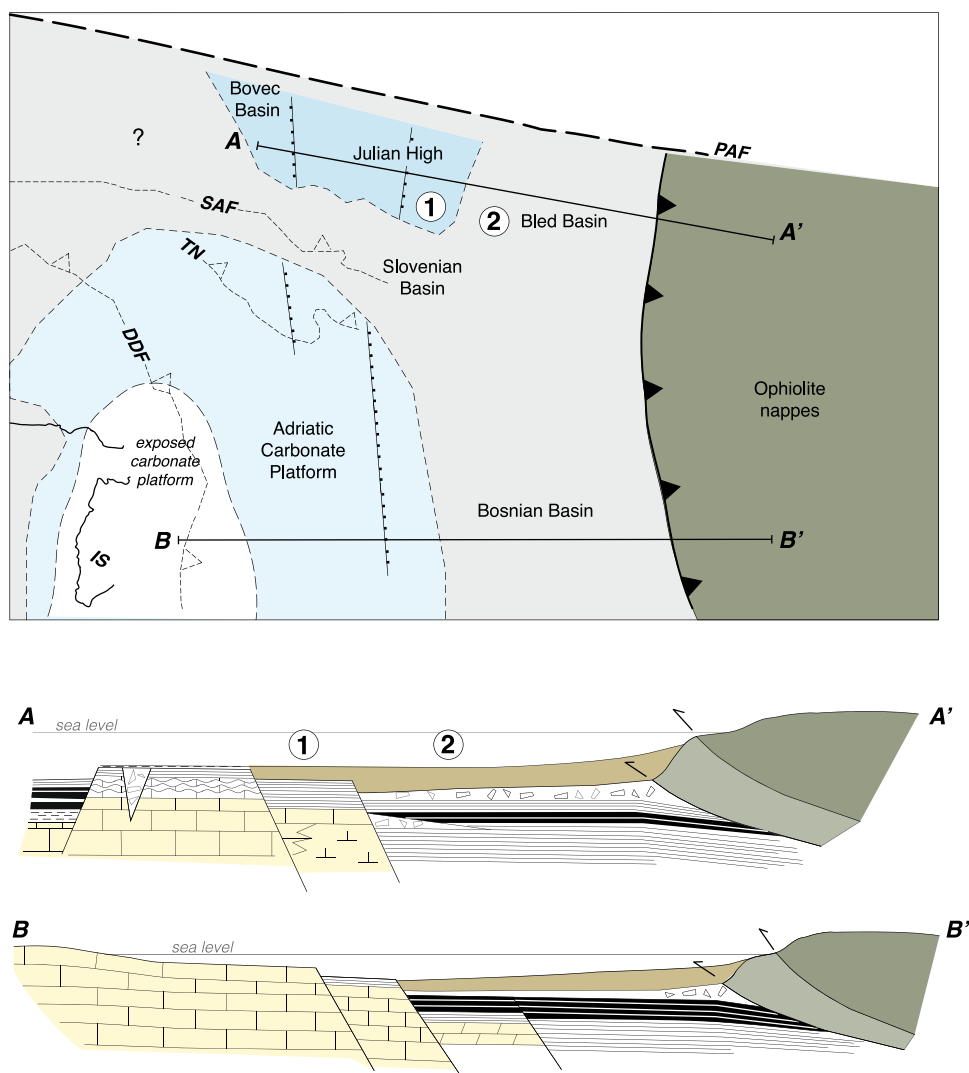 Bovec
Basin
?
A
Julian High
PAF
SAF
1
2
Bled Basin
A’
TN
Slovenian
Basin
DDF
Ophiolite
nappes
Adriatic
Carbonate
Platform
exposed
carbonate
platform
Bosnian Basin
B
B’
IS
A
sea level
1
2
A’
B
sea level
B’